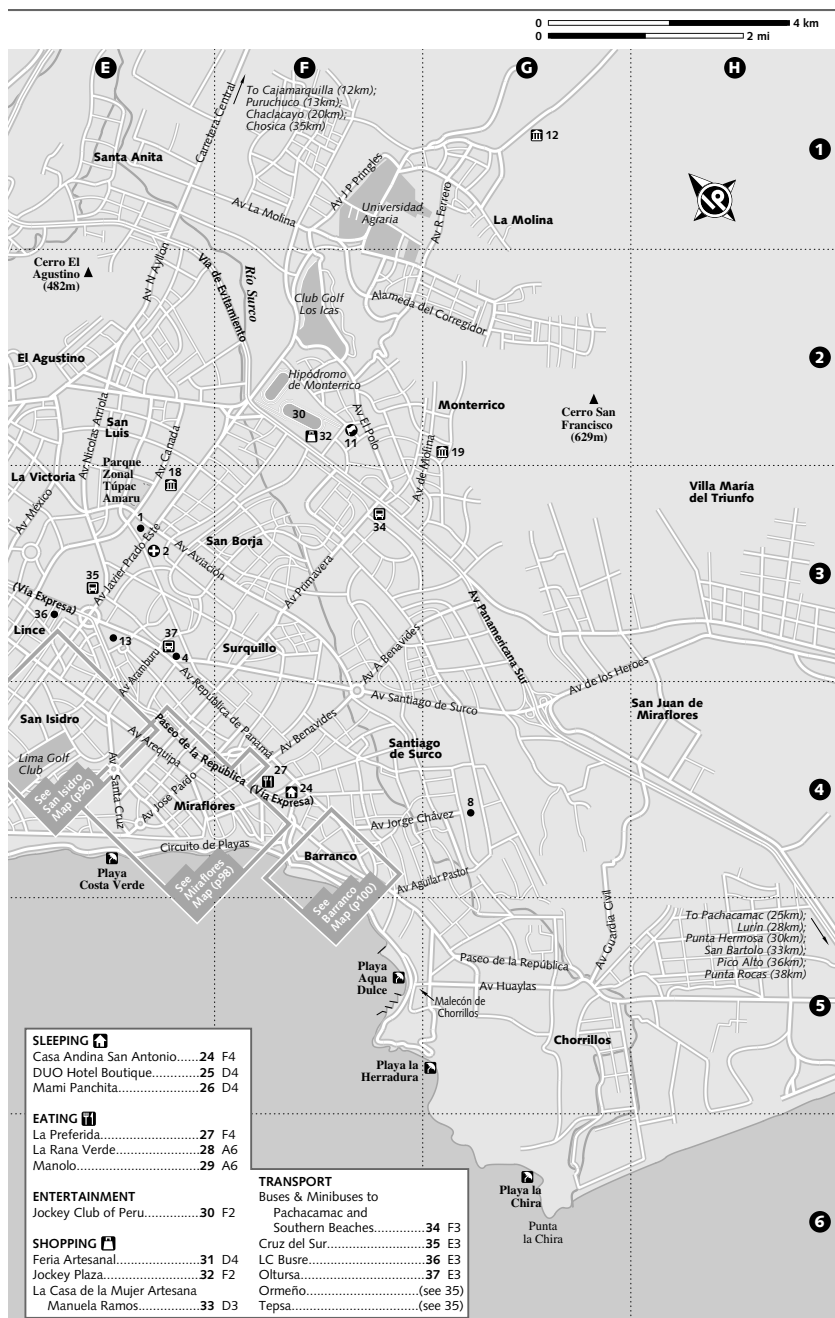 0 4 km
0 2 mi
E
F
G
H
To Cajamarquilla (12km);
Puruchuco (13km);
Chaclacayo (20km);
Chosica (35km)
Carretera Central
12
1
Santa Anita
Av J P Pringles
Universidad
Agraria
Av La Molina
Av R Ferrero
La Molina
Cerro El
Agustino
(482m)
Av N Ayllón
Vía de Evitamiento
Río Surco
Club Golf
Los Icas
Alameda del Corregidor
El Agustino
2
Hipódromo
de Monterrico
Monterrico
Cerro San
Francisco
(629m)
San
Luis
Av Nicolas Arriola
Av Canada
30
32
11
Av El Polo
19
Av de Molina
La Victoria
Parque
Zonal
Túpac
Amaru
18
Av México
Villa María
del Triunfo
34
1
2
Av Javier Prado Este
San Borja
Av Aviación
Av Primavera
3
35
(Vía Expresa)
36
Lince
13
37
4
Av Aramburu
Surquillo
Av República de Panamá
Av A Benavides
Av Panamericana Sur
Av de los Heroes
Av Santiago de Surco
San Juan de
Miraflores
San Isidro
Av Arequipa
Paseo de la República (Vía Expresa)
Av Benavides
Santiago
de Surco
Lima Golf
Club
See
San Isidro
Map (p96)
Av Santa Cruz
Av Jose Pardo
Miraflores
27
24
4
8
Av Jorge Chávez
Circuito de Playas
Barranco
Playa
Costa Verde
See
Miraflores
Map (p98)
See
Barranco
Map (p100)
Av Aguilar Pastor
Av Guardia Civil
To Pachacamac (25km);
Lurín (28km);
Punta Hermosa (30km);
San Bartolo (33km);
Pico Alto (36km);
Punta Rocas (38km)
Playa
Aqua
Dulce
Paseo de la República
Av Huaylas
Malecón de
Chorrillos
5
Chorrillos
Playa la
Herradura
Playa la
Chira
Punta
la Chira
6
SLEEPING
Casa Andina San Antonio......24 F4
DUO Hotel Boutique.............25 D4
Mami Panchita.....................26 D4
EATING
La Preferida.........................27 F4
La Rana Verde.....................28 A6
Manolo...............................29 A6
ENTERTAINMENT
Jockey Club of Peru..............30 F2
SHOPPING
Feria Artesanal....................31 D4
Jockey Plaza........................32 F2
La Casa de la Mujer Artesana
Manuela Ramos................33 D3
TRANSPORT
Buses & Minibuses to
Pachacamac and
Southern Beaches..............34 F3
Cruz del Sur........................35 E3
LC Busre.............................36 E3
Oltursa...............................37 E3
Ormeño..........................(see 35)
Tepsa.............................(see 35)